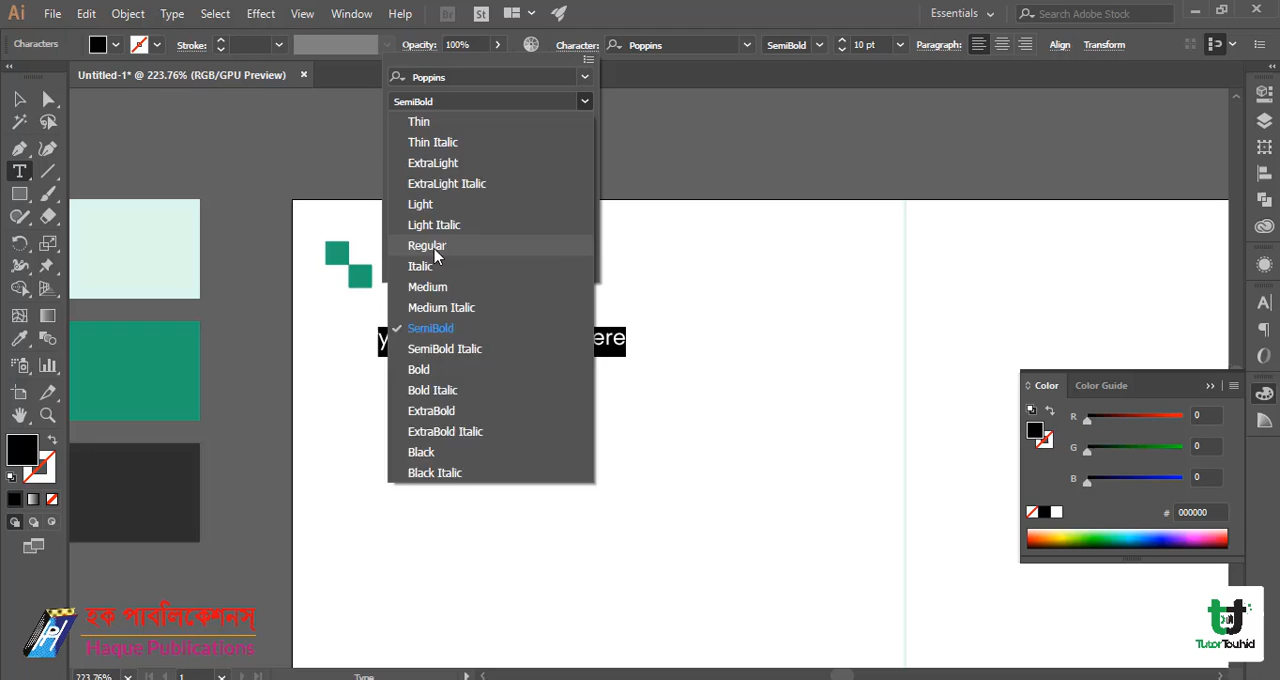 Ai File Edit Object Type Select Effect View Window Help Br St Essentials Search Adobe Stock
Characters Stroke: Opacity: 100% Character: Poppins SemiBold 10 pt Paragraph: Align Transform
Untitled-1* @ 223.76% (RGB/GPU Preview) ×
Poppins
SemiBold
Thin
Thin Italic
ExtraLight
ExtraLight Italic
Light
Light Italic
Regular
Italic
Medium
Medium Italic
SemiBold
SemiBold Italic
Bold
Bold Italic
ExtraBold
ExtraBold Italic
Black
Black Italic
y ere
Color Color Guide
R 0
G 0
B 0
# 000000
হক পাবলিকেশনস্
Haque Publications
TutorTouhid
223.76% 1 Type